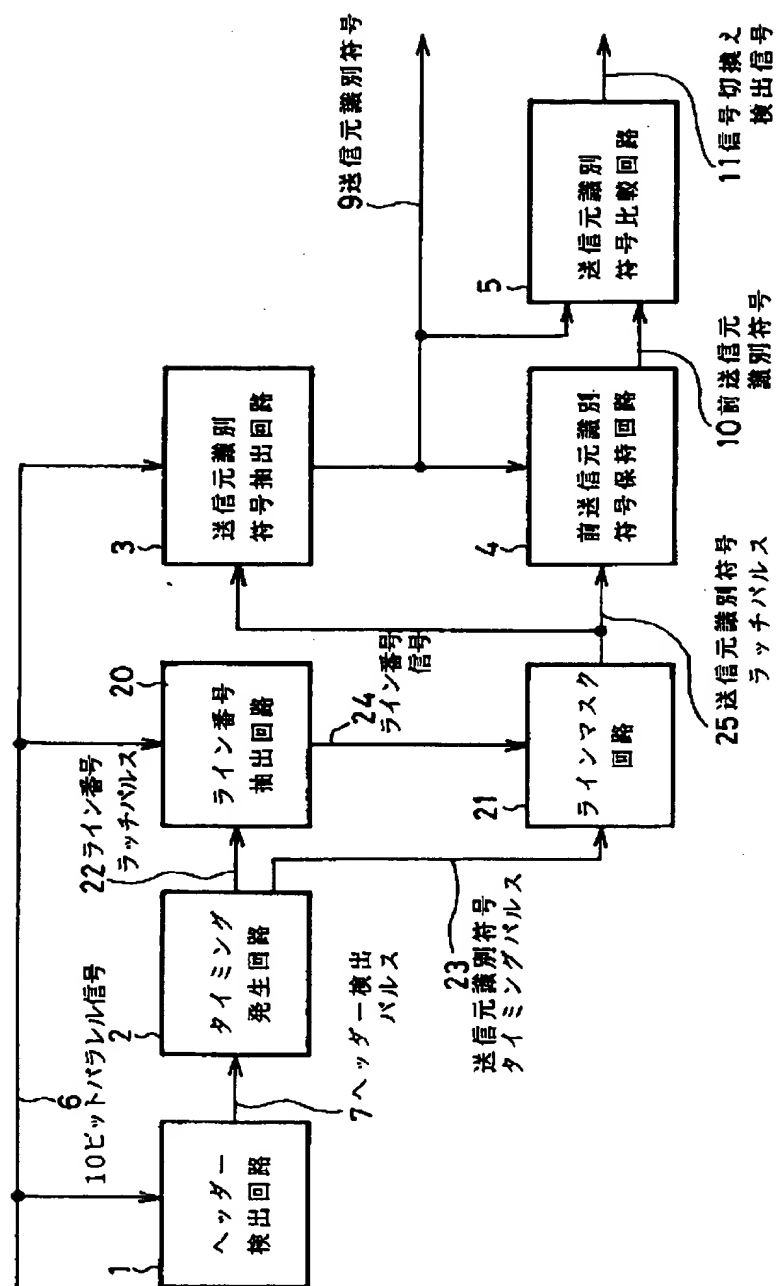 6
10ビットパラレル信号
1
ヘッダー
検出回路
7ヘッダー検出
パルス
2
タイミング
発生回路
22ライン番号
ラッチパルス
23
送信元識別符号
タイミングパルス
20
ライン番号
抽出回路
24
ライン番号
信号
21
ラインマスク
回路
25送信元識別符号
ラッチパルス
3
送信元識別
符号抽出回路
4
前送信元識別
符号保持回路
9送信元識別符号
10前送信元
識別符号
5
送信元識別
符号比較回路
11信号切換え
検出信号